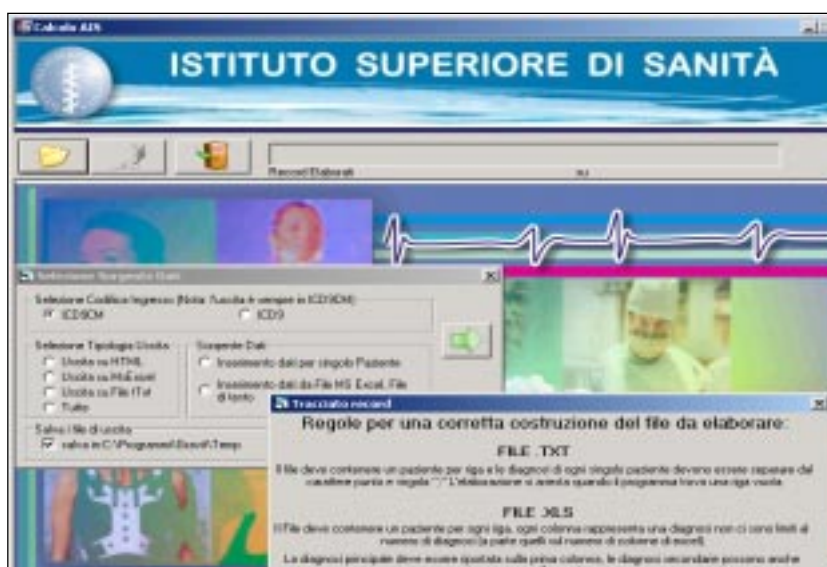 Calcolo AIS
ISTITUTO SUPERIORE DI SANITÀ
Record Elaborati su
Selezione Sorgente Dati
Selezione Codifica Ingresso (Nota: l'uscita è sempre in ICD9CM)
ICD9CM ICD9
Selezione Tipologia Uscita
Uscita su HTML
Uscita su MsExcel
Uscita su File (Txt)
Tutte
Sorgente Dati
Inserimento dati per singolo Paziente
Inserimento dati da File MS Excel, File di testo
Salva i file di uscita
salva in C:\Programmi\Temp
Tracciato record
Regole per una corretta costruzione del file da elaborare:
FILE .TXT
Il file deve contenere un paziente per riga e le diagnosi di ogni singolo paziente devono essere separate dal
carattere punto e virgola ";" L'elaborazione si arresta quando il programma trova una riga vuota.
FILE .XLS
Il File deve contenere un paziente per ogni riga, ogni colonna rappresenta una diagnosi non ci sono limiti al
numero di diagnosi (a parte quelli sul numero di colonne di excel).
La diagnosi principale deve essere riportata sulla prima colonna, le diagnosi secondarie possono anche